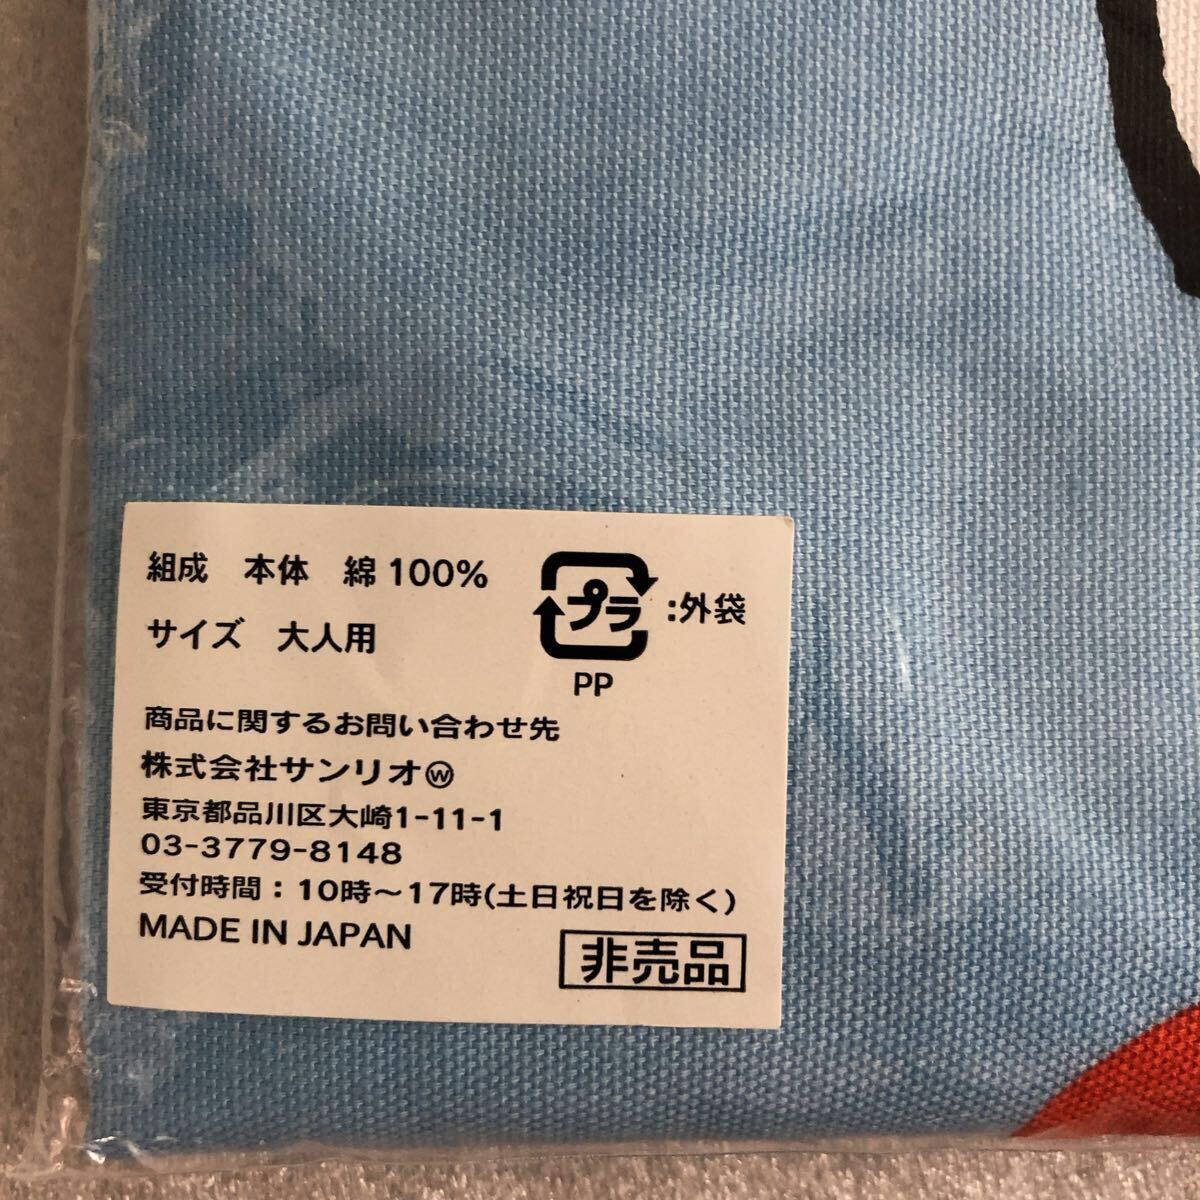 組成 本体 綿100%
サイズ 大人用
プラ :外袋
PP
商品に関するお問い合わせ先
株式会社サンリオⓦ
東京都品川区大崎1-11-1
03-3779-8148
受付時間：10時～17時(土日祝日を除く)
MADE IN JAPAN
非売品